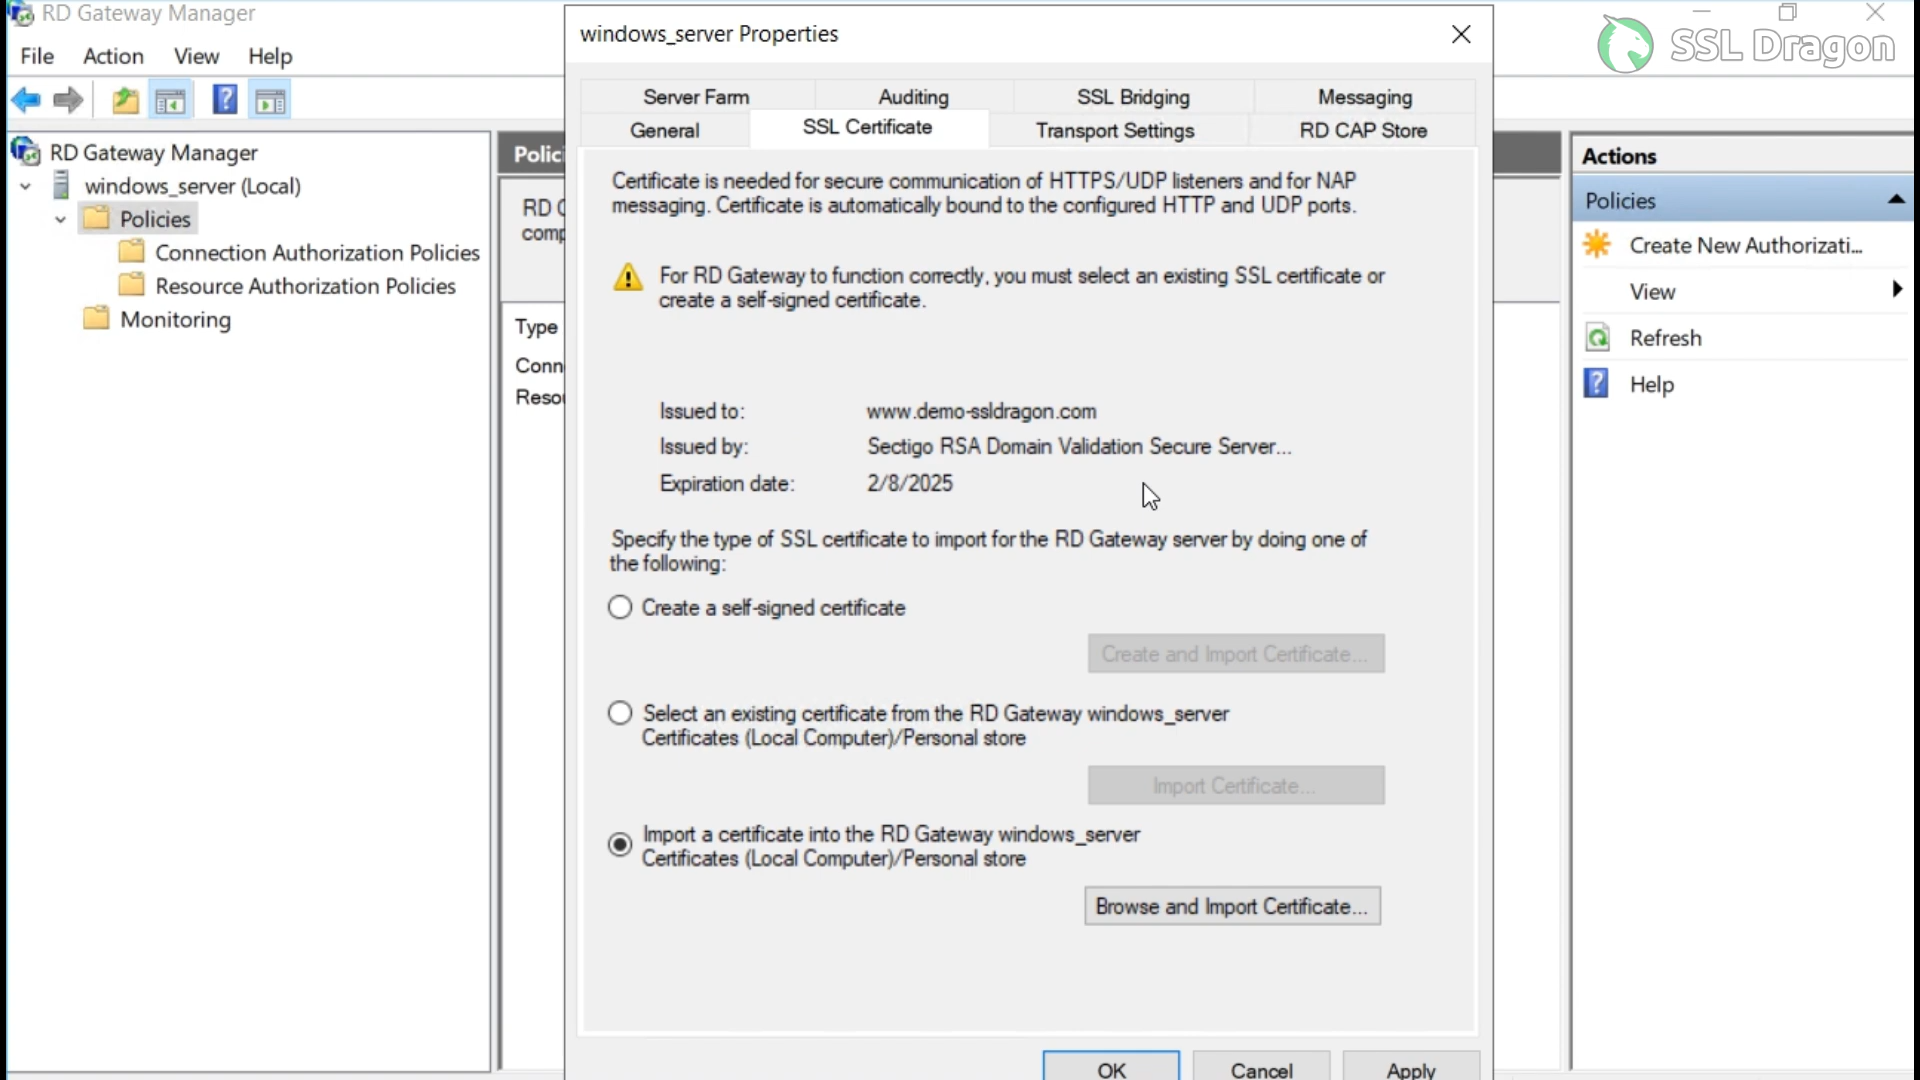 RD Gateway Manager
File Action View Help
RD Gateway Manager
windows_server (Local)
Policies
Connection Authorization Policies
Resource Authorization Policies
Monitoring
Polici
RD G
comp
Type
Conn
Resou
windows_server Properties
Server Farm Auditing SSL Bridging Messaging
General SSL Certificate Transport Settings RD CAP Store
Certificate is needed for secure communication of HTTPS/UDP listeners and for NAP
messaging. Certificate is automatically bound to the configured HTTP and UDP ports.
For RD Gateway to function correctly, you must select an existing SSL certificate or
create a self-signed certificate.
Issued to: www.demo-ssldragon.com
Issued by: Sectigo RSA Domain Validation Secure Server...
Expiration date: 2/8/2025
Specify the type of SSL certificate to import for the RD Gateway server by doing one of
the following:
Create a self-signed certificate
Create and Import Certificate...
Select an existing certificate from the RD Gateway windows_server
Certificates (Local Computer)/Personal store
Import Certificate...
Import a certificate into the RD Gateway windows_server
Certificates (Local Computer)/Personal store
Browse and Import Certificate...
OK Cancel Apply
SSL Dragon
Actions
Policies
Create New Authorizati...
View
Refresh
Help